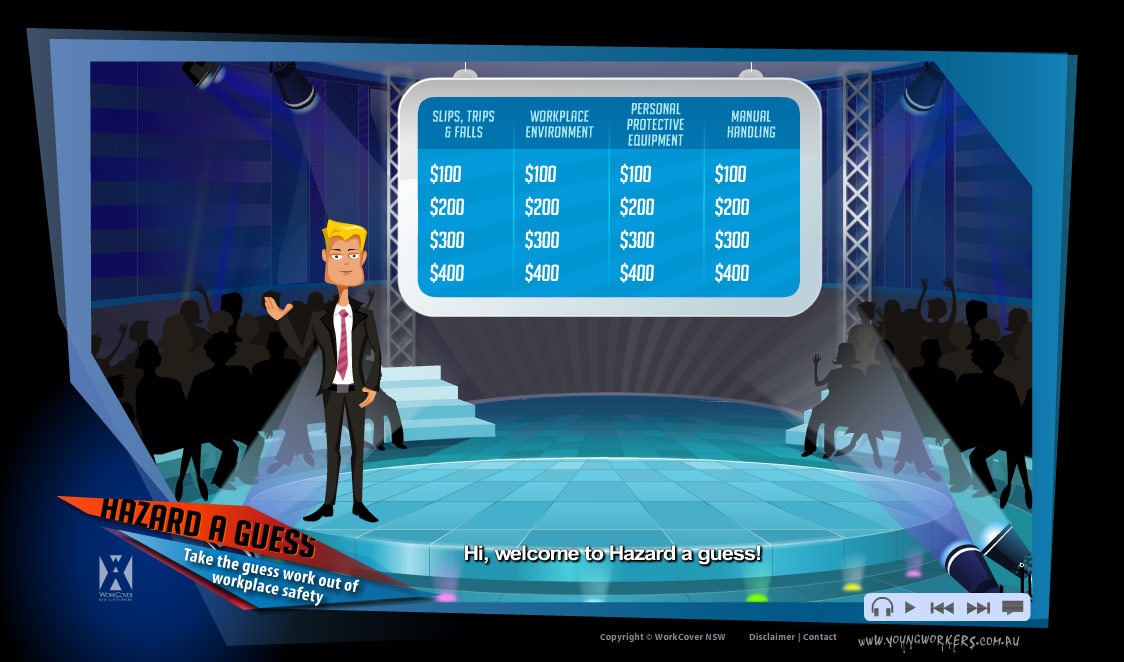 SLIPS, TRIPS
& FALLS
WORKPLACE
ENVIRONMENT
PERSONAL
PROTECTIVE
EQUIPMENT
MANUAL
HANDLING
$100 $100 $100 $100
$200 $200 $200 $200
$300 $300 $300 $300
$400 $400 $400 $400
HAZARD A GUESS
Take the guess work out of
workplace safety
Hi, welcome to Hazard a guess!
WORKCOVER
Copyright © WorkCover NSW Disclaimer | Contact
WWW.YOUNGWORKERS.COM.AU